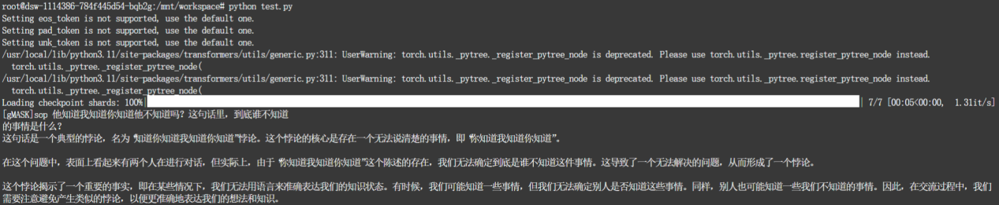 root@dsw-1114386-784f445d54-bqb2g:/mnt/workspace# python test.py
Setting eos_token is not supported, use the default one.
Setting pad_token is not supported, use the default one.
Setting unk_token is not supported, use the default one.
/usr/local/lib/python3.11/site-packages/transformers/utils/generic.py:311: UserWarning: torch.utils._pytree._register_pytree_node is deprecated. Please use torch.utils._pytree.register_pytree_node instead.
  torch.utils._pytree._register_pytree_node(
/usr/local/lib/python3.11/site-packages/transformers/utils/generic.py:311: UserWarning: torch.utils._pytree._register_pytree_node is deprecated. Please use torch.utils._pytree.register_pytree_node instead.
  torch.utils._pytree._register_pytree_node(
Loading checkpoint shards: 100%| | 7/7 [00:05<00:00,  1.31it/s]
[gMASK]sop 他知道我知道你知道他不知道吗？这句话里，到底谁不知道
的事情是什么？
这句话是一个典型的悖论，名为“知道你知道我知道你知道”悖论。这个悖论的核心是存在一个无法说清楚的事情，即“你知道我知道你知道”。

在这个问题中，表面上看起来有两个人在进行对话，但实际上，由于“你知道我知道你知道”这个陈述的存在，我们无法确定到底是谁不知道这件事情。这导致了一个无法解决的问题，从而形成了一个悖论。

这个悖论揭示了一个重要的事实，即在某些情况下，我们无法用语言来准确表达我们的知识状态。有时候，我们可能知道一些事情，但我们无法确定别人是否知道这些事情。同样，别人也可能知道一些我们不知道的事情。因此，在交流过程中，我们
需要注意避免产生类似的悖论，以便更准确地表达我们的想法和知识。